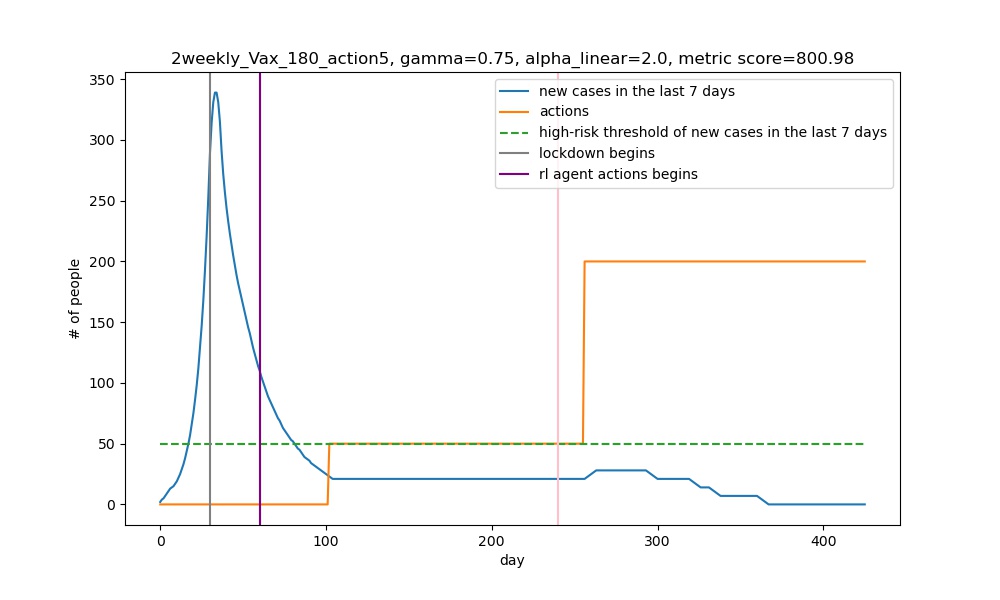 2weekly_Vax_180_action5, gamma=0.75, alpha_linear=2.0, metric score=800.98
new cases in the last 7 days
actions
high-risk threshold of new cases in the last 7 days
lockdown begins
rl agent actions begins
# of people
350
300
250
200
150
100
50
0
0 100 200 300 400
day